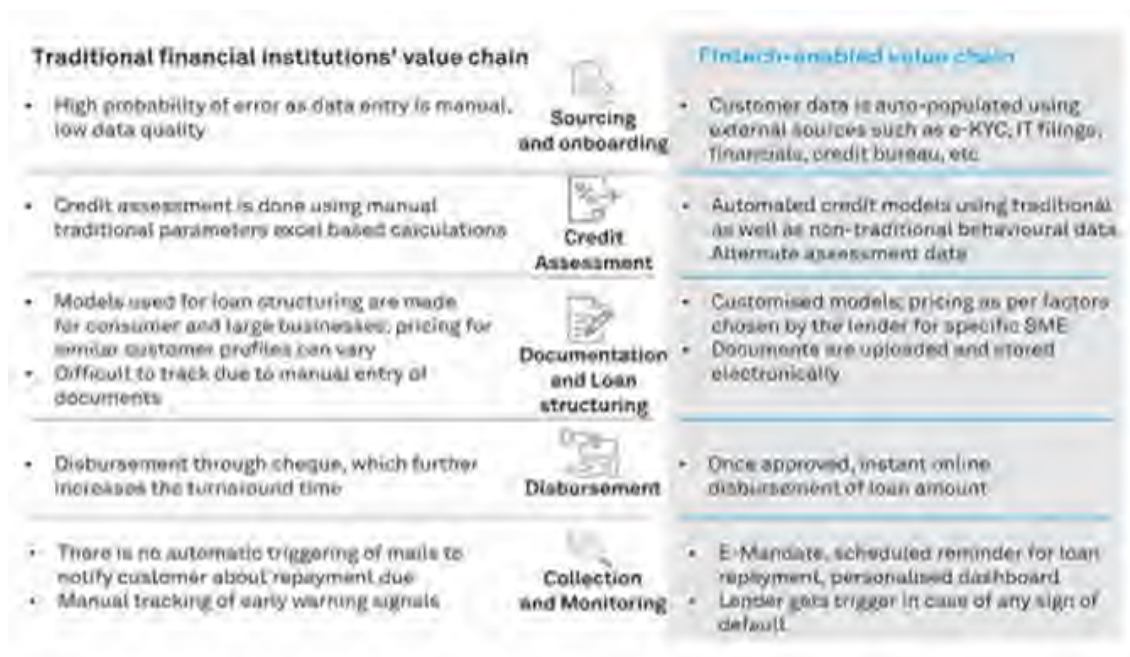 Traditional financial institutions' value chain
Fintech-enabled value chain
• High probability of error as data entry is manual,
low data quality
Sourcing
and onboarding
• Customer data is auto-populated using
external sources such as e-KYC, IT filings,
financials, credit bureau, etc
• Credit assessment is done using manual
traditional parameters excel based calculations
Credit
Assessment
• Automated credit models using traditional
as well as non-traditional behavioural data
Alternate assessment data
• Models used for loan structuring are made
for consumer and large businesses; pricing for
similar customer profiles can vary
• Difficult to track due to manual entry of
documents
Documentation
and Loan
structuring
• Customised models; pricing as per factors
chosen by the lender for specific SME
• Documents are uploaded and stored
electronically
• Disbursement through cheque, which further
increases the turnaround time
Disbursement
• Once approved, instant online
disbursement of loan amount
• There is no automatic triggering of mails to
notify customer about repayment due
• Manual tracking of early warning signals
Collection
and Monitoring
• E-Mandate, scheduled reminder for loan
repayment, personalised dashboard
• Lender gets trigger in case of any sign of
default